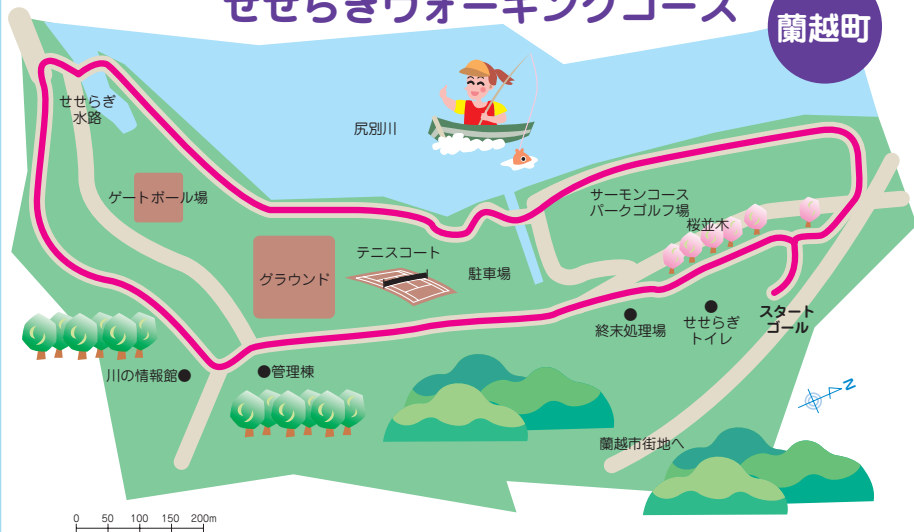 せせらぎウォーキングコース
蘭越町
せせらぎ
水路
尻別川
ゲートボール場
サーモンコース
パークゴルフ場
桜並木
テニスコート
グラウンド
駐車場
終末処理場
せせらぎ
トイレ
スタート
ゴール
川の情報館
管理棟
蘭越市街地へ
N
0 50 100 150 200m